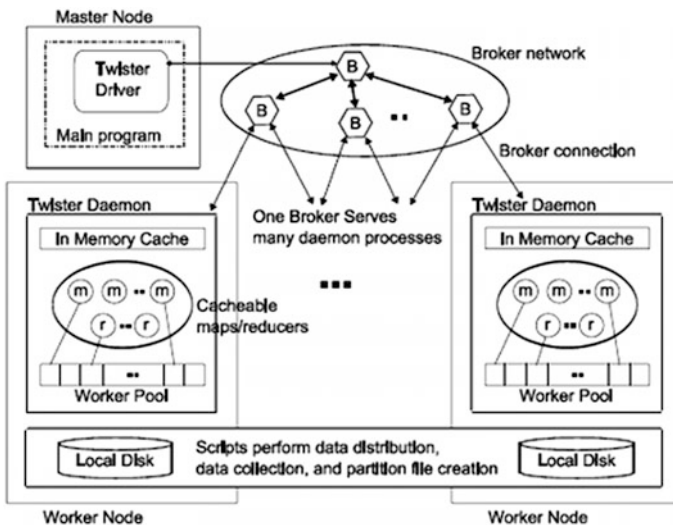 Master Node
Twister
Driver
Main program
Broker network
B
B
B
B
Broker connection
One Broker Serves
many daemon processes
Twister Daemon
In Memory Cache
m m m
r r
Cacheable
maps/reducers
Worker Pool
Twister Daemon
In Memory Cache
m m m
r r
Worker Pool
Local Disk
Scripts perform data distribution,
data collection, and partition file creation
Local Disk
Worker Node
Worker Node